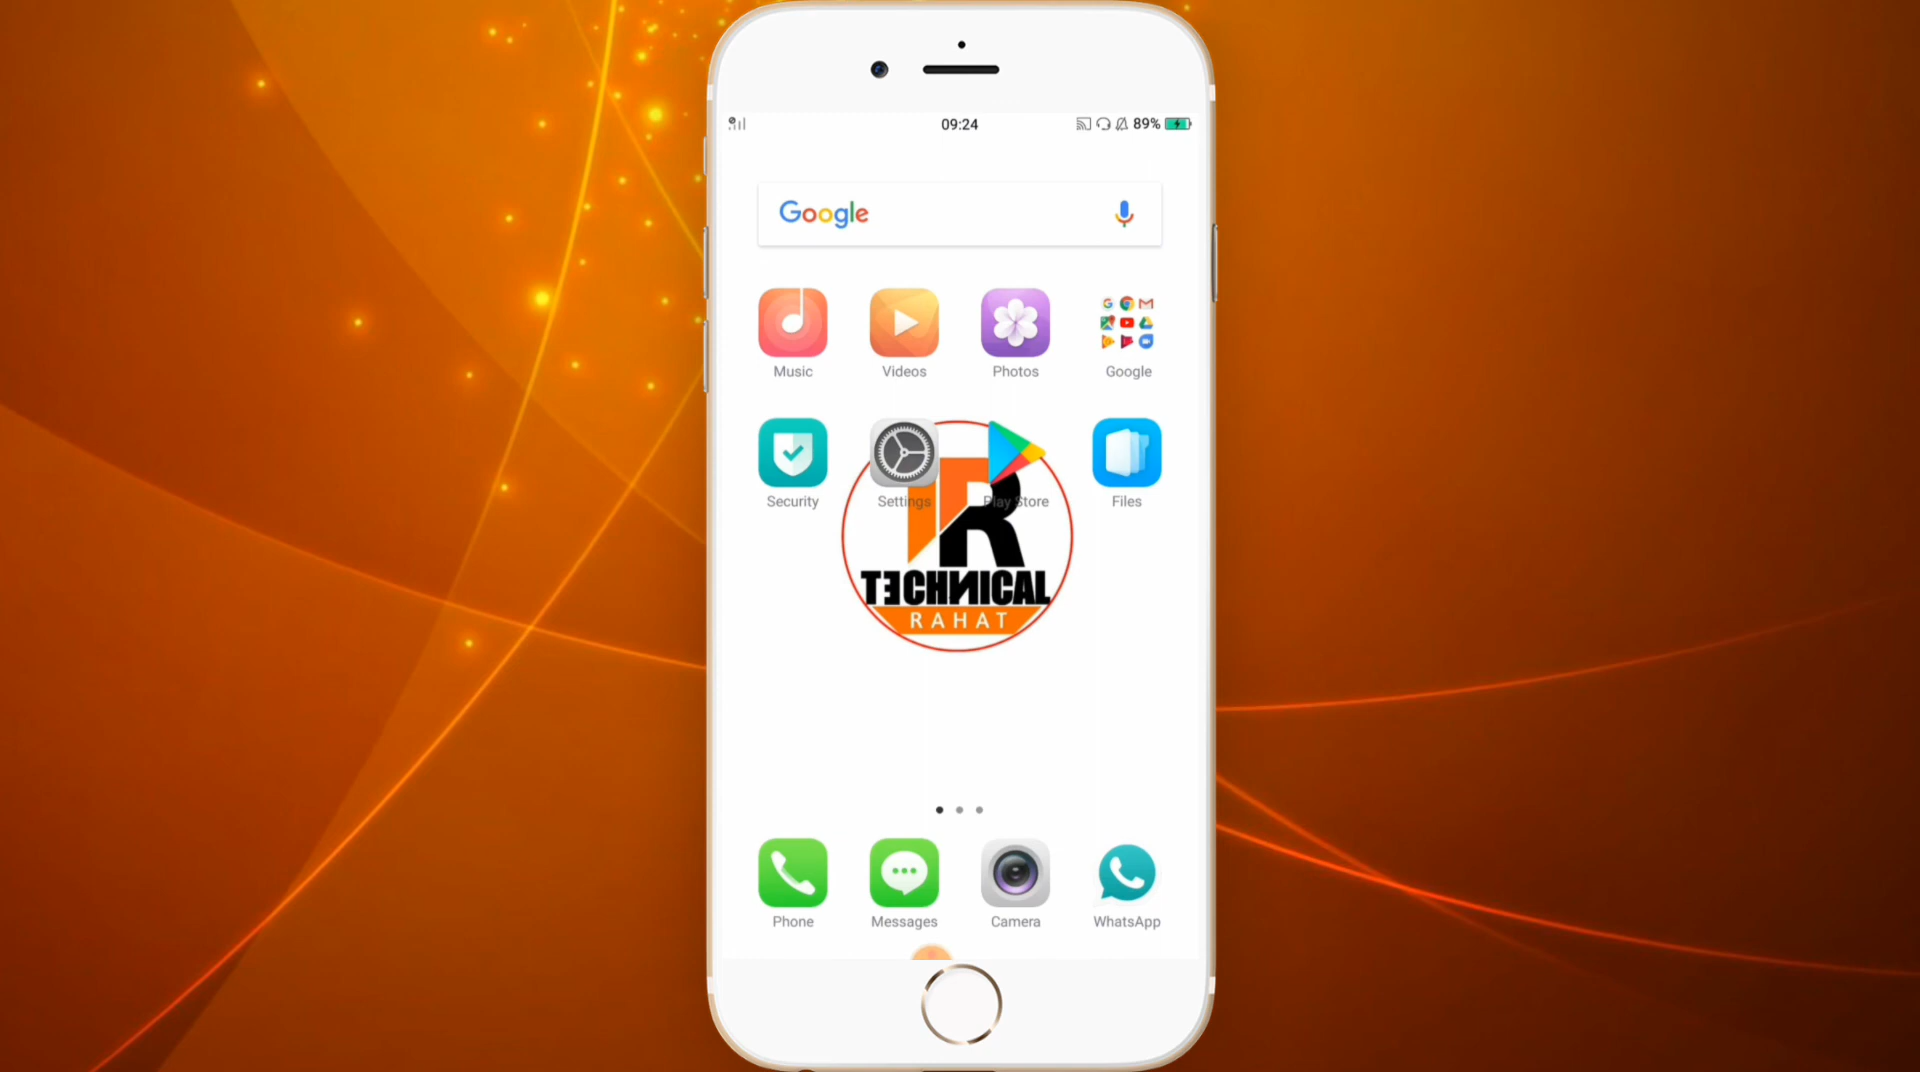 09:24
89%
Google
Music
Videos
Photos
Google
Security
Settings
Play Store
Files
TR
TECHNICAL
RAHAT
Phone
Messages
Camera
WhatsApp